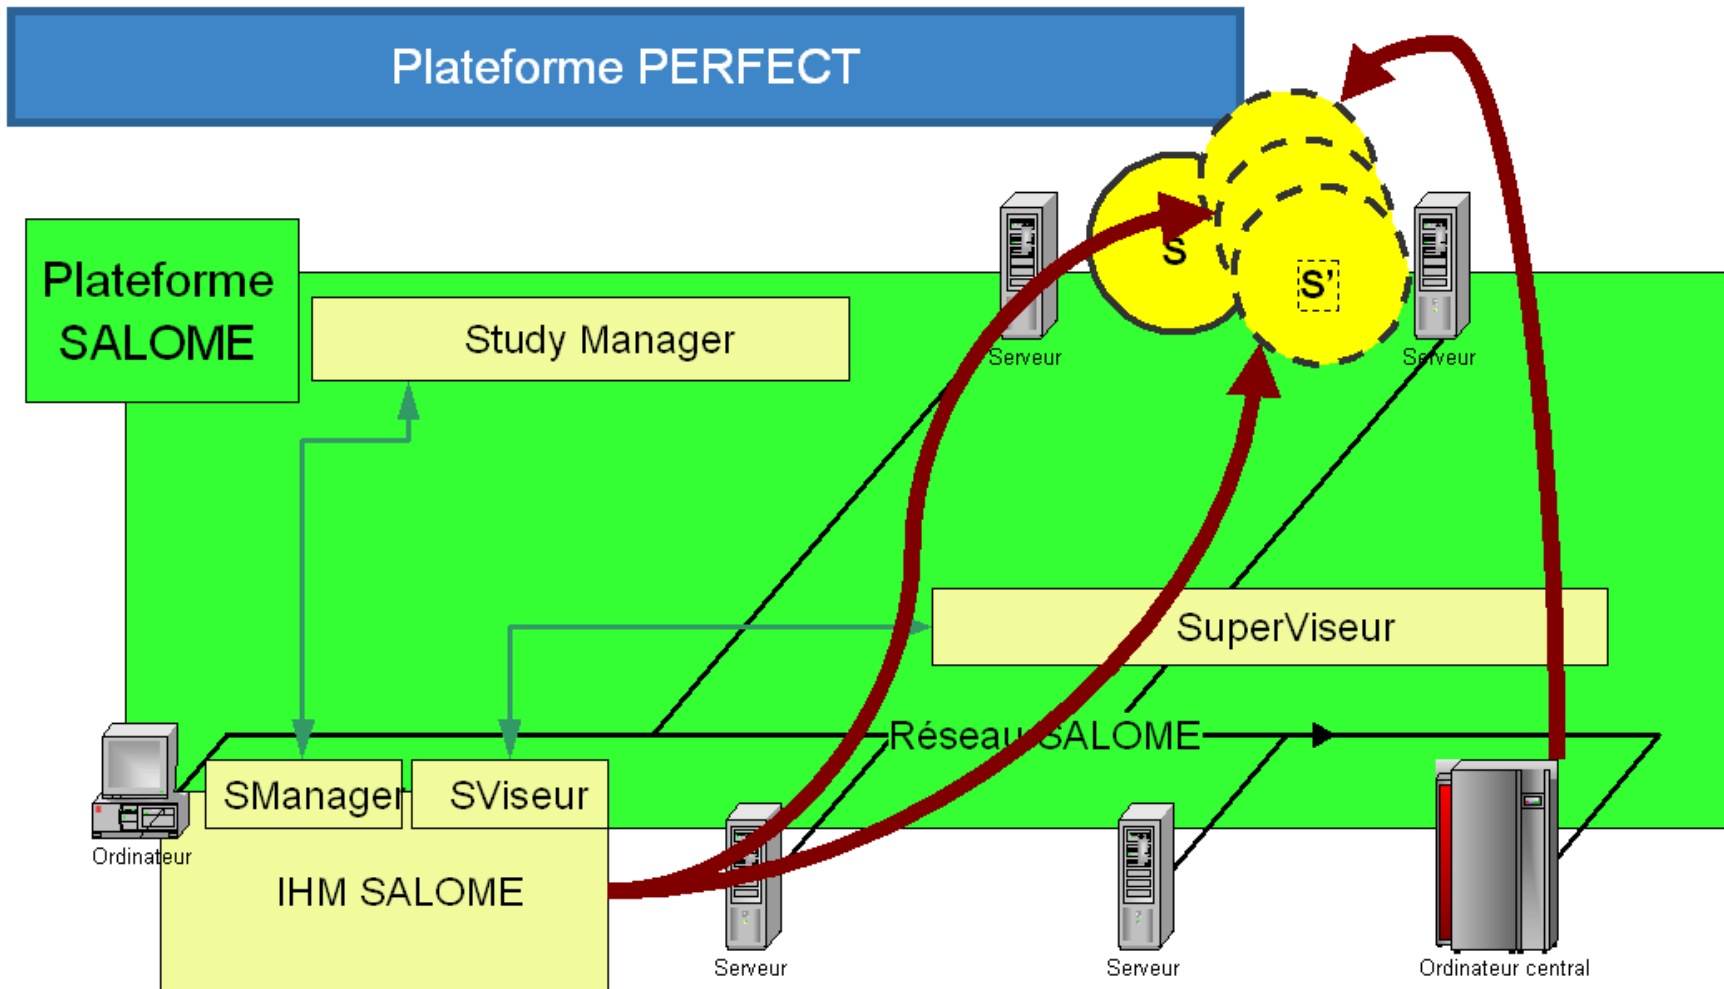 Plateforme PERFECT
Plateforme
SALOME
Study Manager
S
S'
Serveur
Serveur
SuperViseur
Réseau SALOME
SManager
SViseur
Ordinateur
IHM SALOME
Serveur
Serveur
Ordinateur central